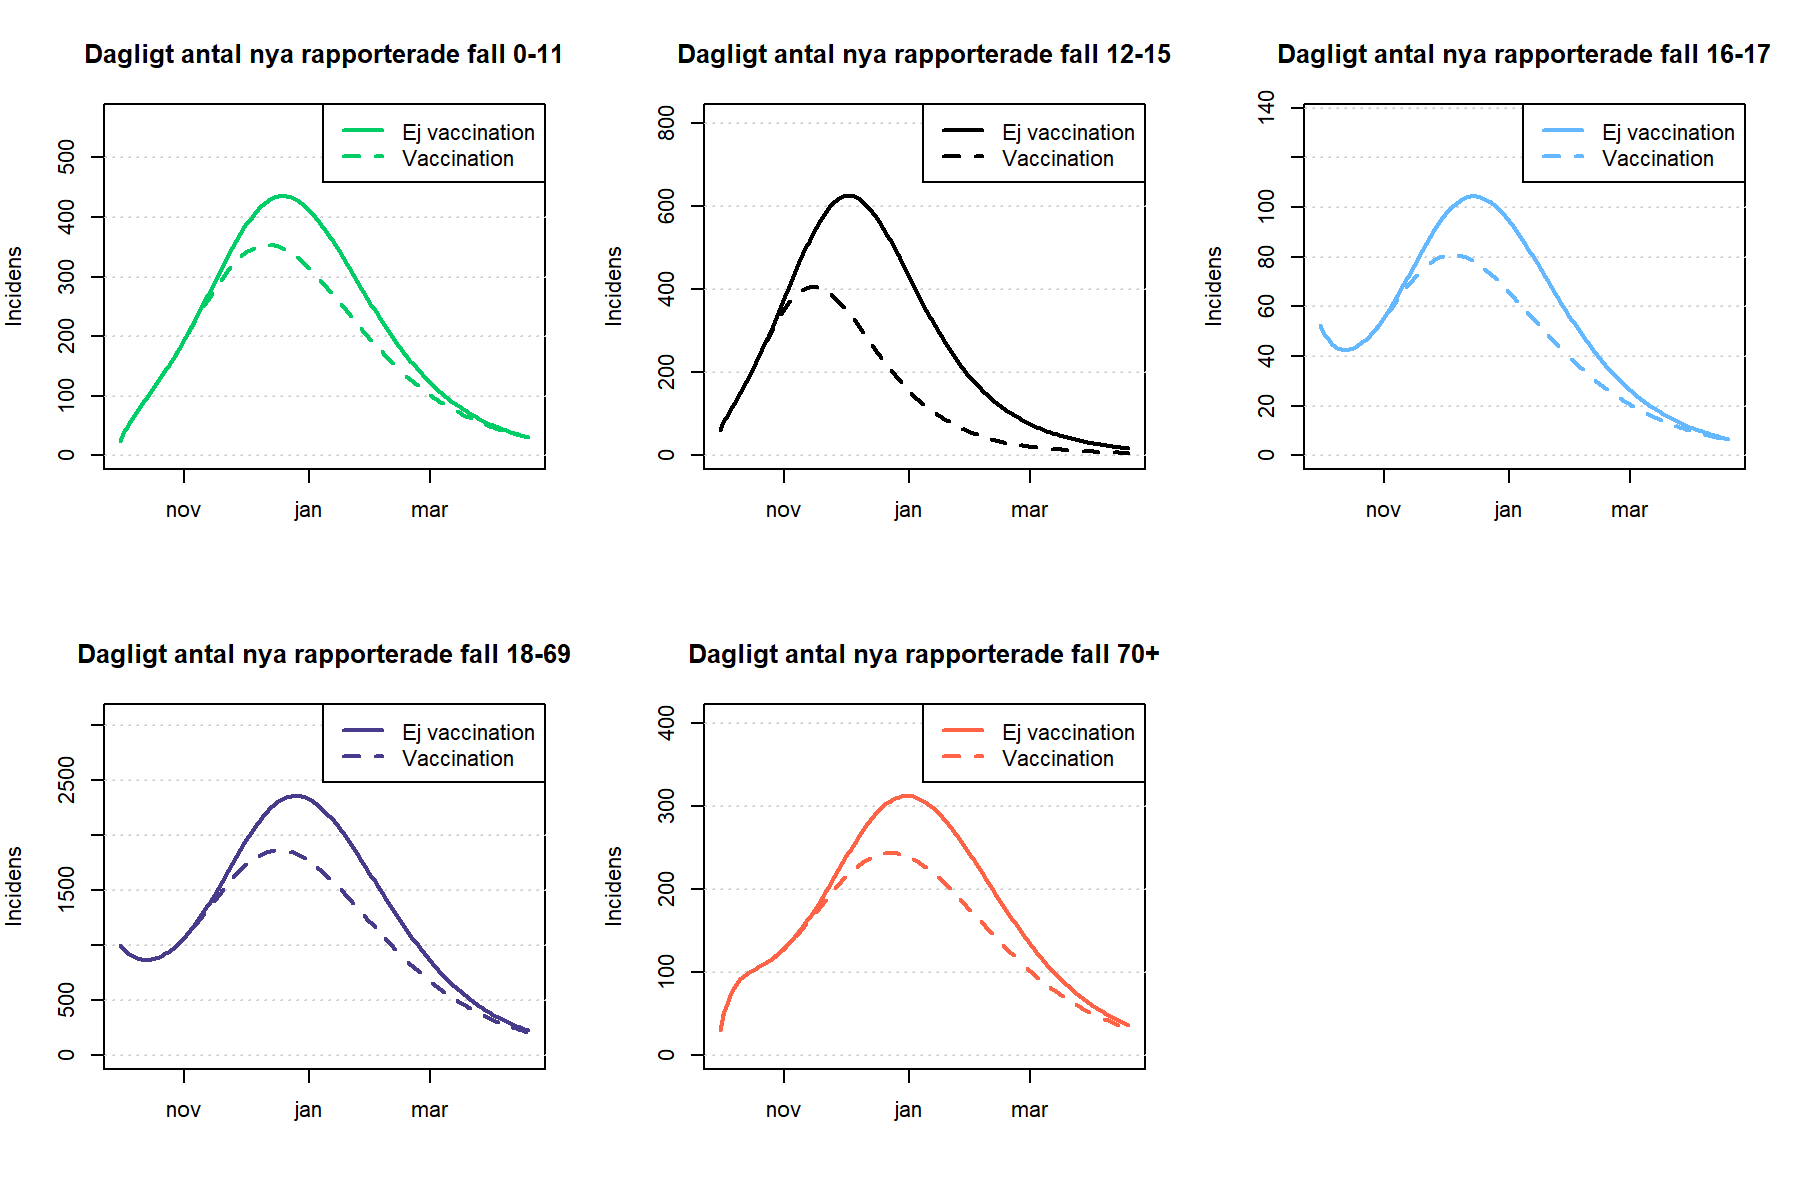 Dagligt antal nya rapporterade fall 0-11
Ej vaccination
Vaccination
Incidens
0
100
200
300
400
500
nov
jan
mar
Dagligt antal nya rapporterade fall 12-15
Ej vaccination
Vaccination
Incidens
0
200
400
600
800
nov
jan
mar
Dagligt antal nya rapporterade fall 16-17
Ej vaccination
Vaccination
Incidens
0
20
40
60
80
100
140
nov
jan
mar
Dagligt antal nya rapporterade fall 18-69
Ej vaccination
Vaccination
Incidens
0
500
1500
2500
nov
jan
mar
Dagligt antal nya rapporterade fall 70+
Ej vaccination
Vaccination
Incidens
0
100
200
300
400
nov
jan
mar